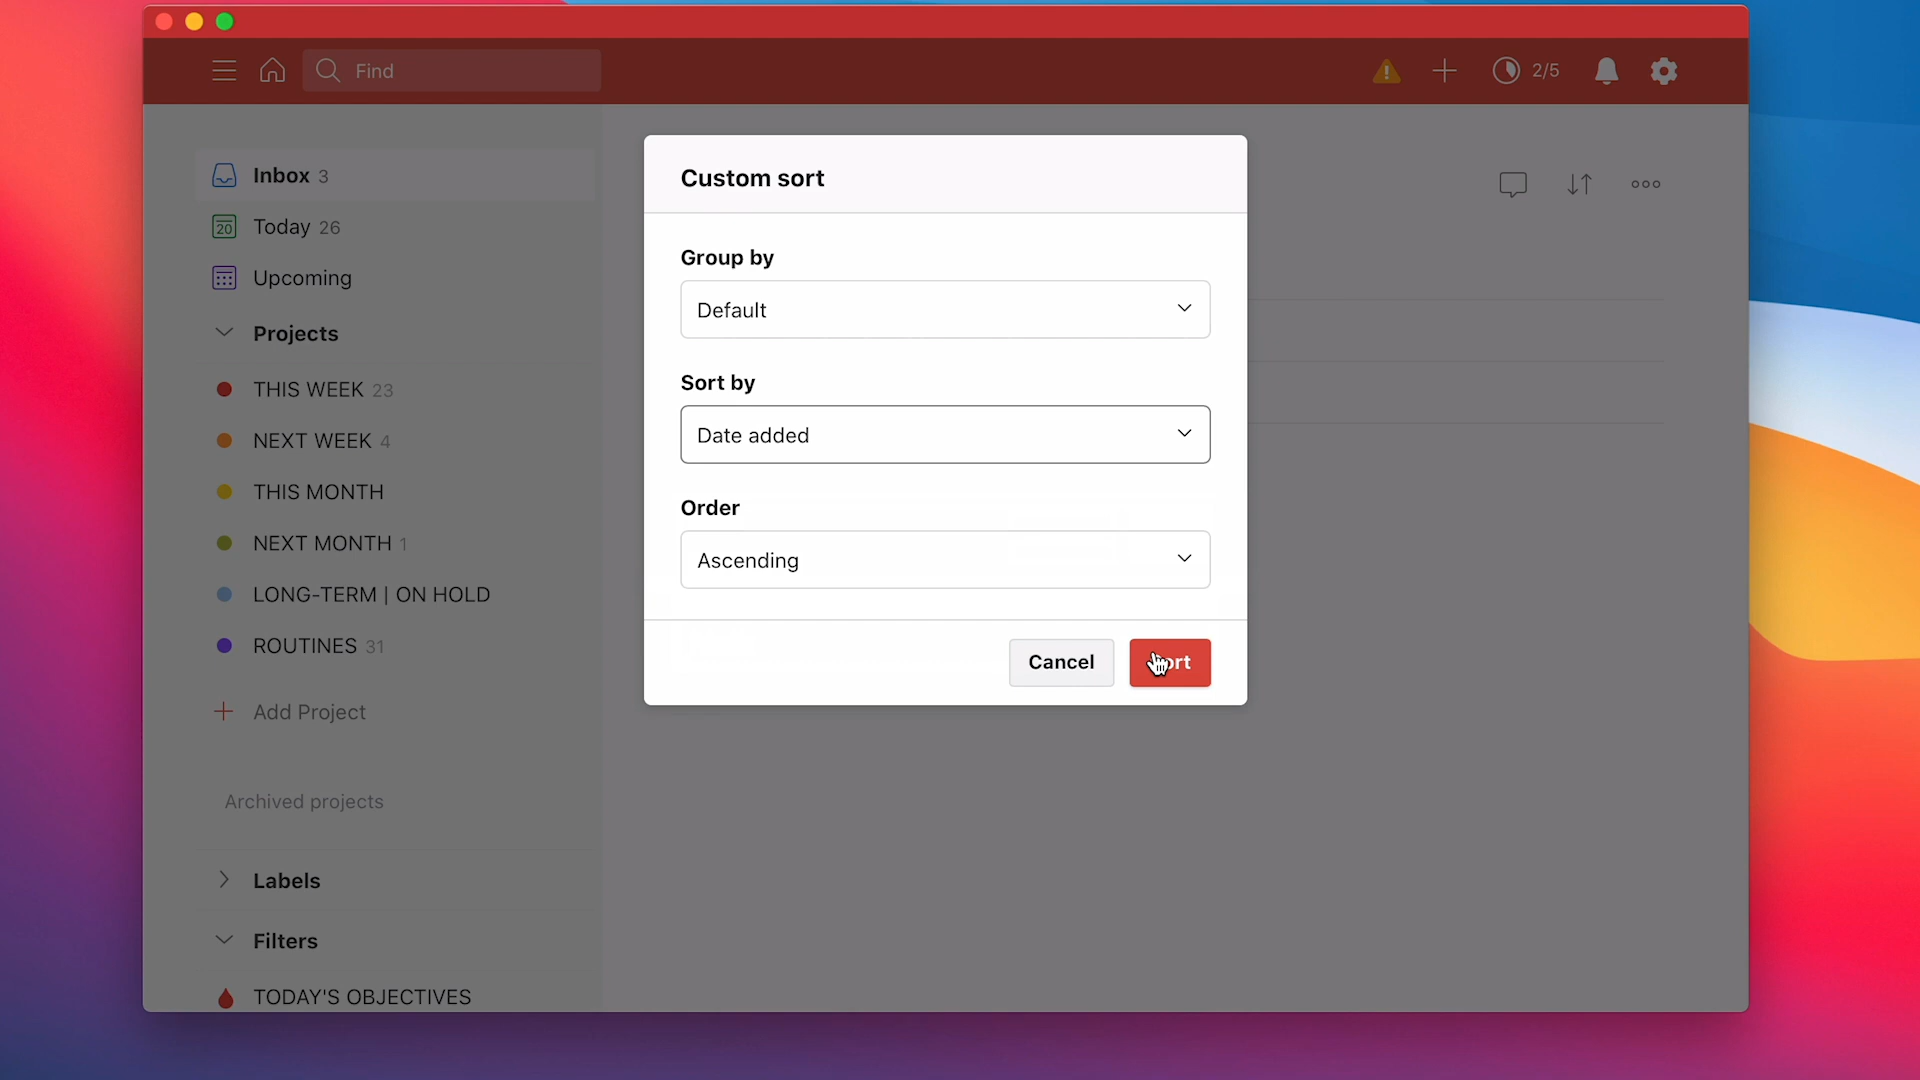 Find
2/5
Inbox 3
20
Today 26
Upcoming
Projects
THIS WEEK 23
NEXT WEEK 4
THIS MONTH
NEXT MONTH 1
LONG-TERM | ON HOLD
ROUTINES 31
Add Project
Archived projects
Labels
Filters
TODAY'S OBJECTIVES
Custom sort
Group by
Default
Sort by
Date added
Order
Ascending
Cancel